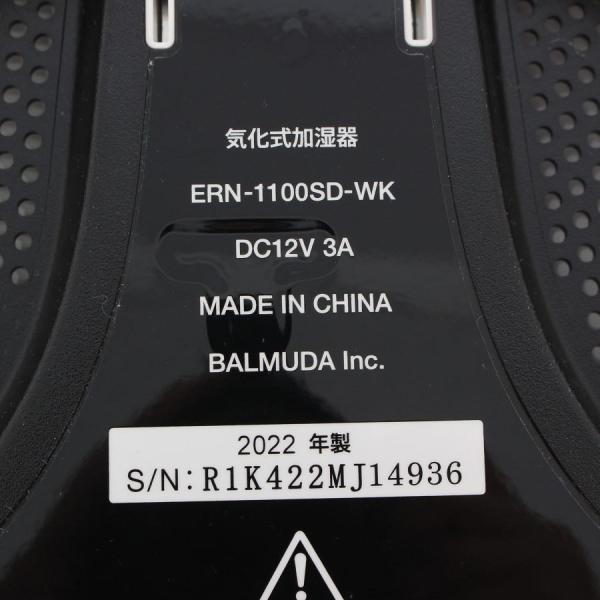 気化式加湿器
ERN-1100SD-WK
DC12V 3A
MADE IN CHINA
BALMUDA Inc.
2022 年製
S/N: R1K422MJ14936